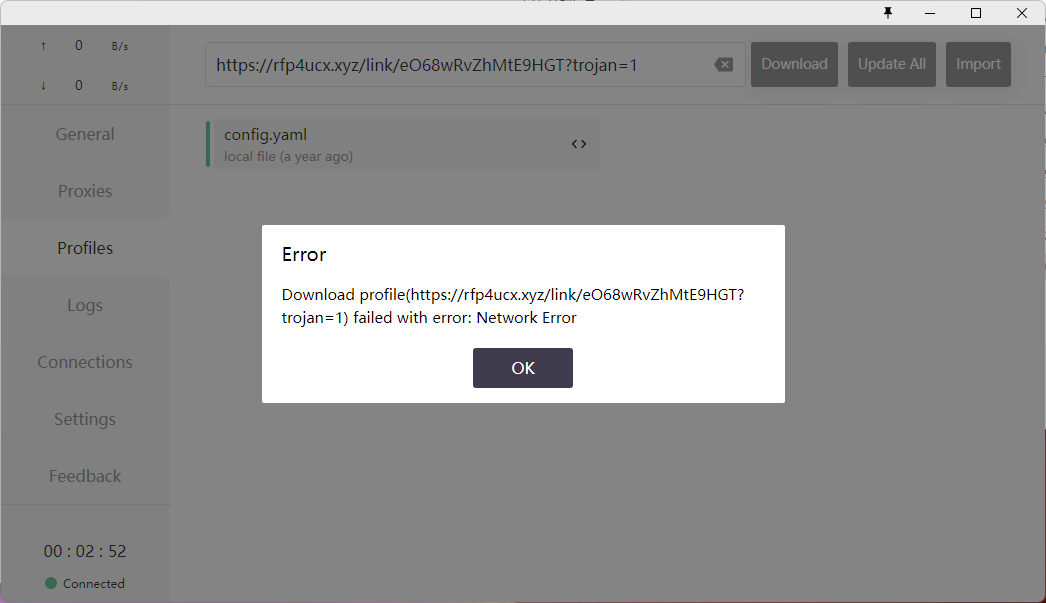 ↑ 0 B/s
↓ 0 B/s
General
Proxies
Profiles
Logs
Connections
Settings
Feedback
00 : 02 : 52
Connected
https://rfp4ucx.xyz/link/eO68wRvZhMtE9HGT?trojan=1
Download
Update All
Import
config.yaml
local file (a year ago)
Error
Download profile(https://rfp4ucx.xyz/link/eO68wRvZhMtE9HGT?
trojan=1) failed with error: Network Error
OK